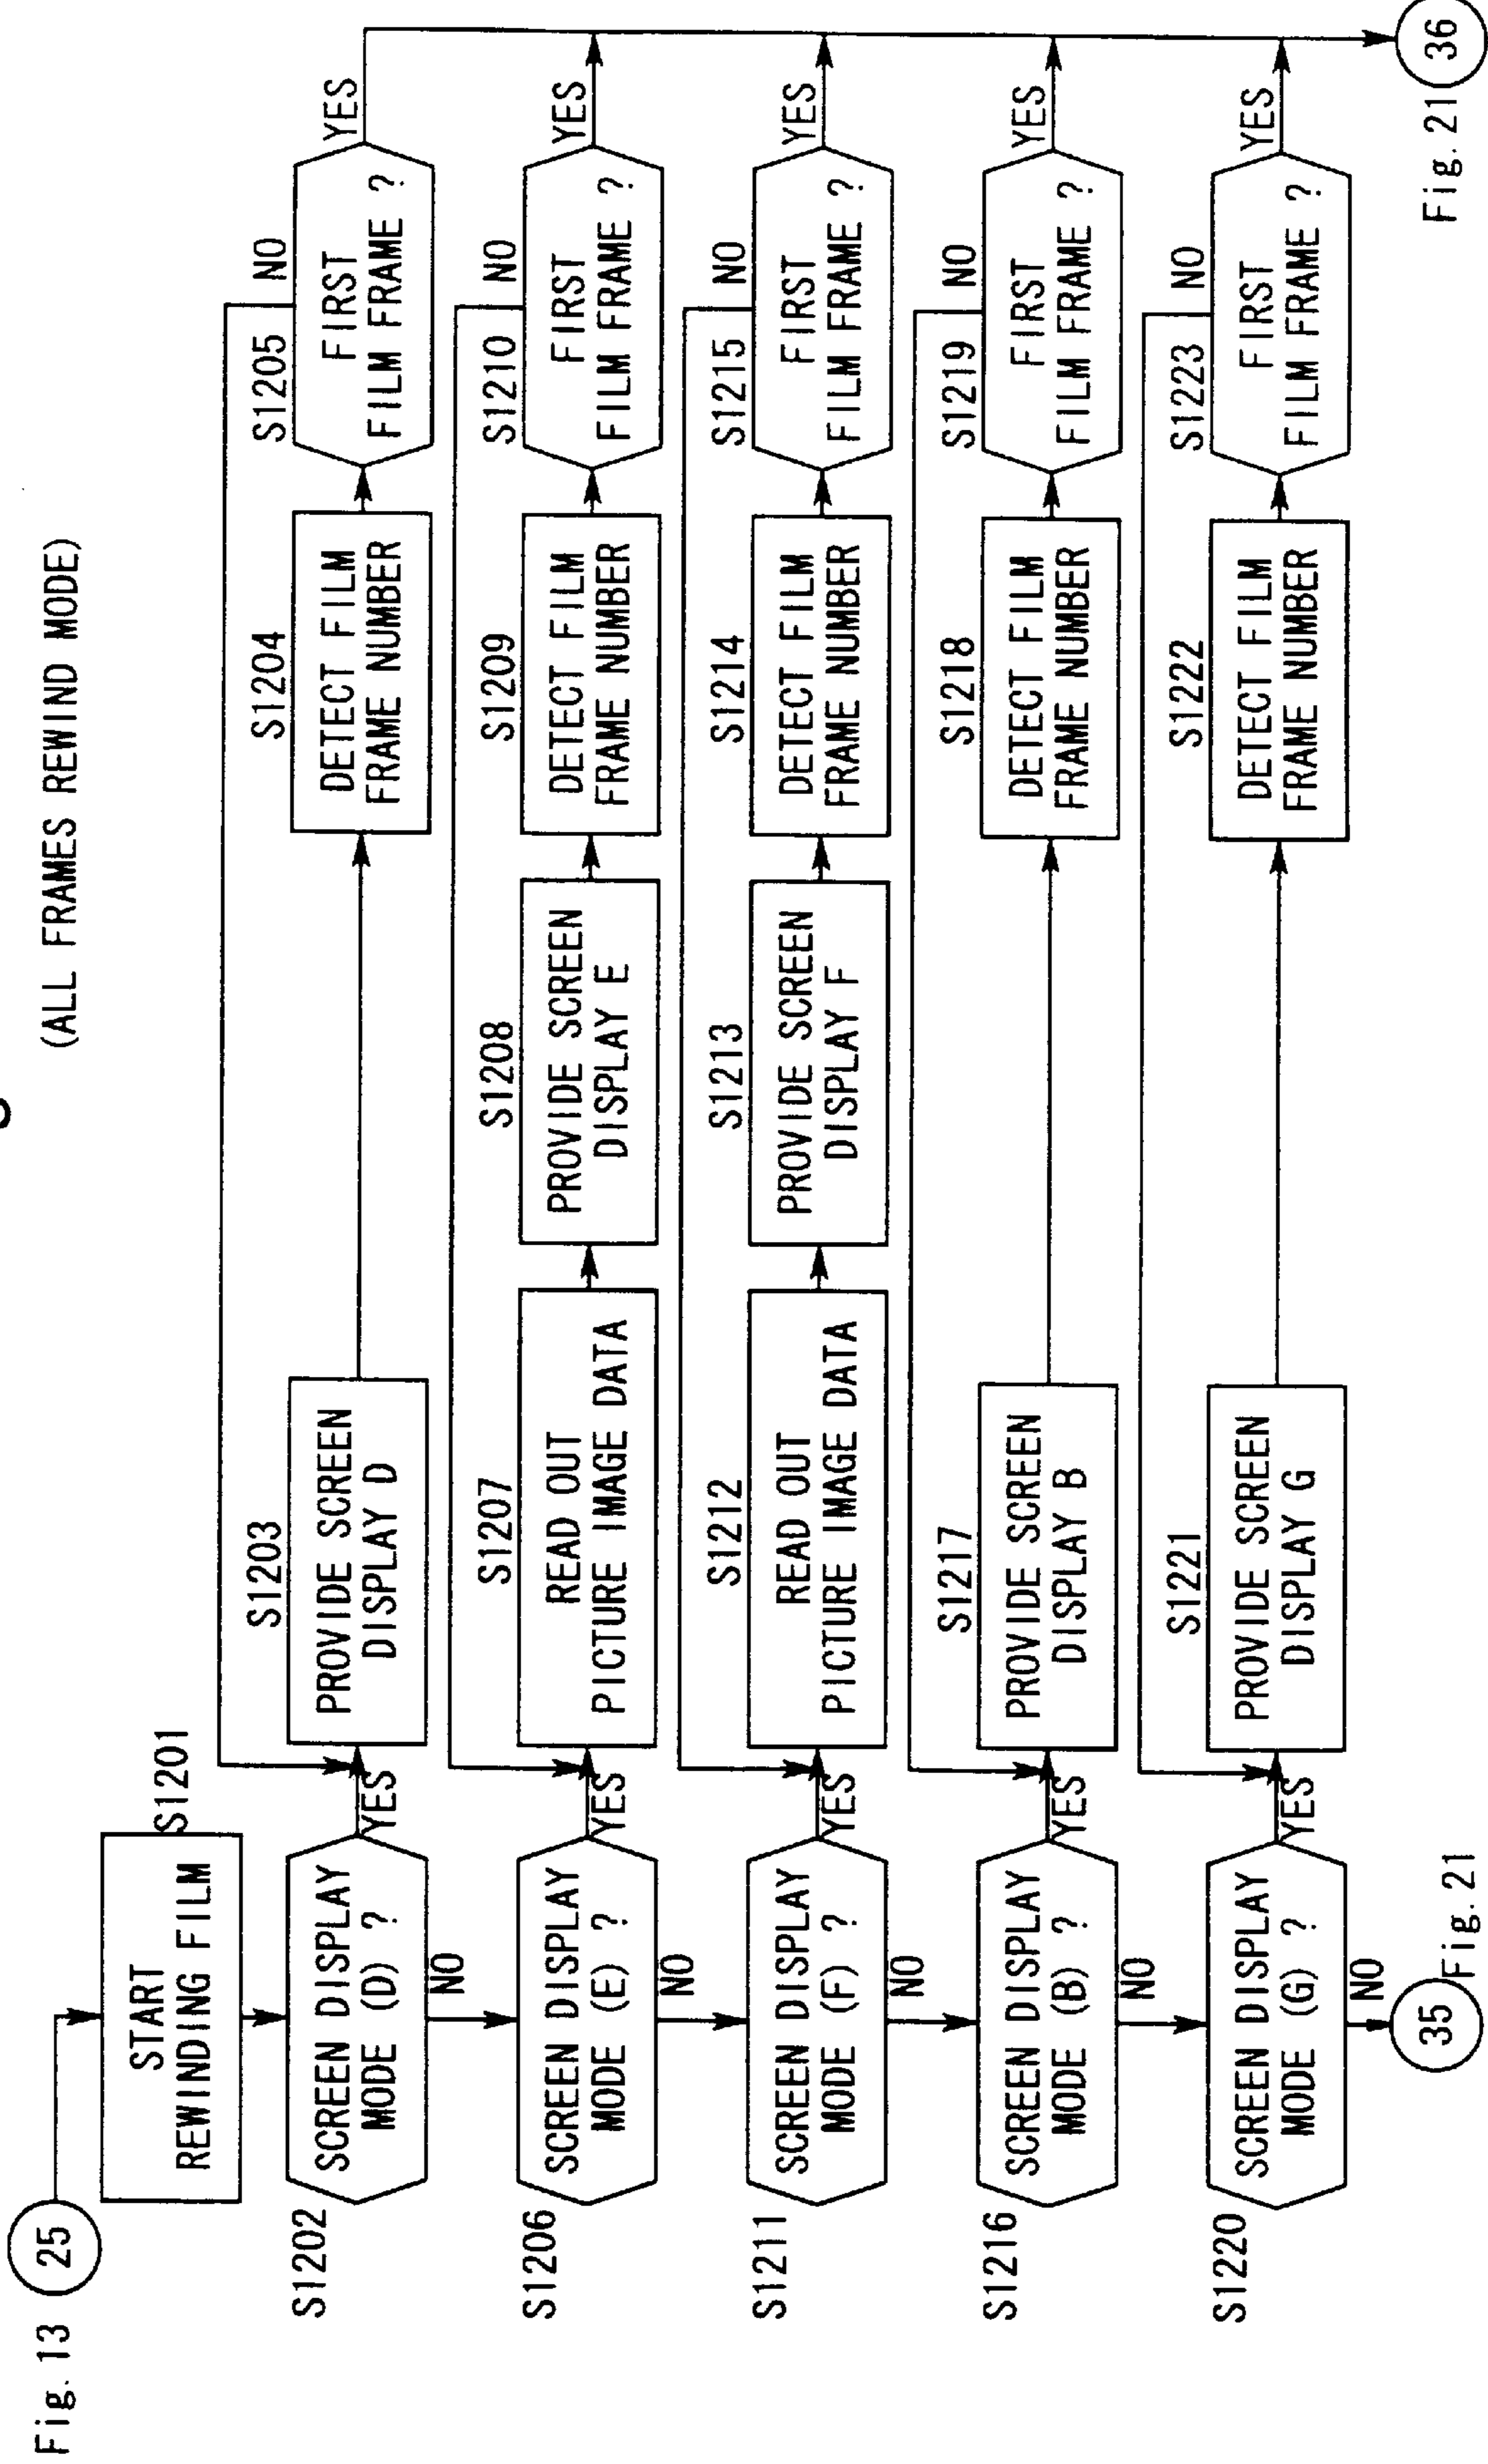 (ALL FRAMES REWIND MODE)
Fig. 13
25
START
REWINDING FILM
S1201
S1202
SCREEN DISPLAY
MODE (D) ?
YES
NO
S1203
PROVIDE SCREEN
DISPLAY D
S1204
DETECT FILM
FRAME NUMBER
S1205
NO
FIRST
FILM FRAME ?
YES
S1206
SCREEN DISPLAY
MODE (E) ?
YES
NO
S1207
READ OUT
PICTURE IMAGE DATA
S1208
PROVIDE SCREEN
DISPLAY E
S1209
DETECT FILM
FRAME NUMBER
S1210
NO
FIRST
FILM FRAME ?
YES
S1211
SCREEN DISPLAY
MODE (F) ?
YES
NO
S1212
READ OUT
PICTURE IMAGE DATA
S1213
PROVIDE SCREEN
DISPLAY F
S1214
DETECT FILM
FRAME NUMBER
S1215
NO
FIRST
FILM FRAME ?
YES
S1216
SCREEN DISPLAY
MODE (B) ?
YES
NO
S1217
PROVIDE SCREEN
DISPLAY B
S1218
DETECT FILM
FRAME NUMBER
S1219
NO
FIRST
FILM FRAME ?
YES
S1220
SCREEN DISPLAY
MODE (G) ?
YES
NO
S1221
PROVIDE SCREEN
DISPLAY G
S1222
DETECT FILM
FRAME NUMBER
S1223
NO
FIRST
FILM FRAME ?
YES
35
Fig. 21
Fig. 21
36